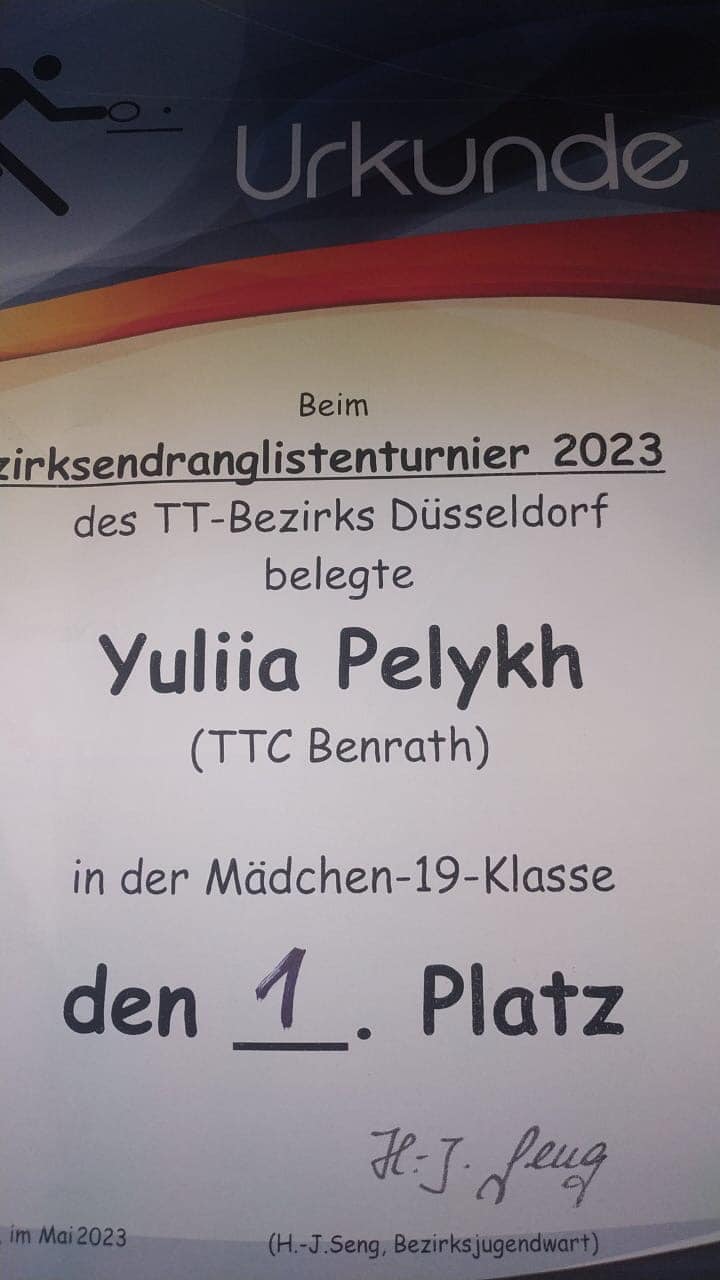 Urkunde
Beim
zirksendranglistenturnier 2023
des TT-Bezirks Düsseldorf
belegte
Yuliia Pelykh
(TTC Benrath)
in der Mädchen-19-Klasse
den 1. Platz
H.-J. Seng
, im Mai 2023
(H.-J.Seng, Bezirksjugendwart)